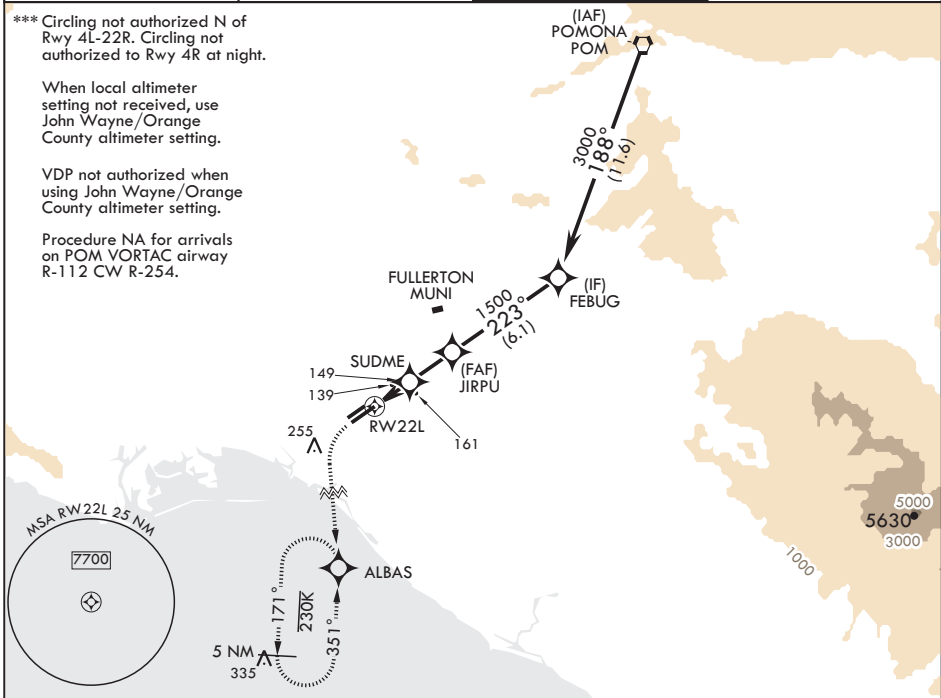 *** Circling not authorized N of
Rwy 4L-22R. Circling not
authorized to Rwy 4R at night.
When local altimeter
setting not received, use
John Wayne/Orange
County altimeter setting.
VDP not authorized when
using John Wayne/Orange
County altimeter setting.
Procedure NA for arrivals
on POM VORTAC airway
R-112 CW R-254.
(IAF)
POMONA
POM
3000
188°
(11.6)
(IF)
FEBUG
FULLERTON
MUNI
1500
223°
(6.1)
(FAF)
JIRPU
SUDME
149
139
RW22L
161
255
MSA RW22L 25 NM
7700
ALBAS
171°
230K
351°
5 NM
335
5000
5630
3000
1000